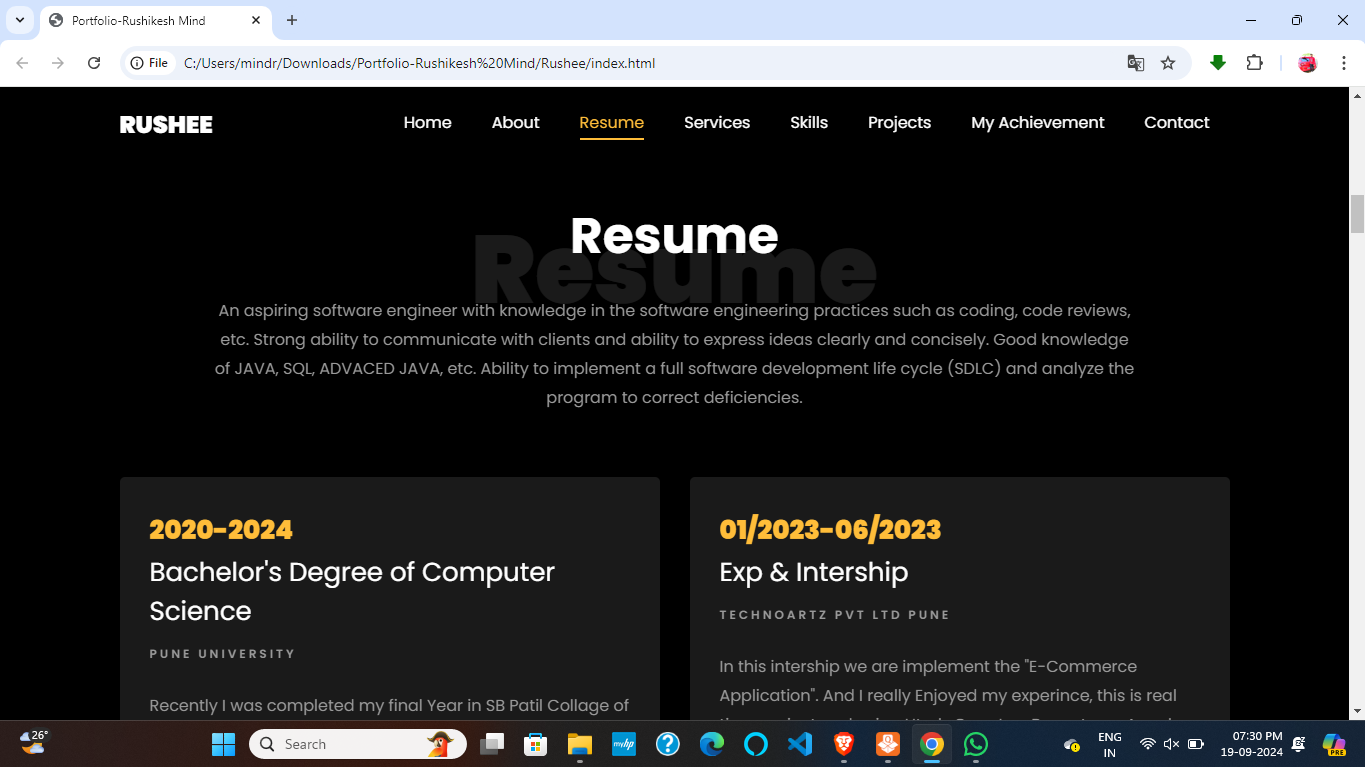 Portfolio-Rushikesh Mind
File
C:/Users/mindr/Downloads/Portfolio-Rushikesh%20Mind/Rushee/index.html
RUSHEE
Home
About
Resume
Services
Skills
Projects
My Achievement
Contact
Resume
Resume
An aspiring software engineer with knowledge in the software engineering practices such as coding, code reviews,
etc. Strong ability to communicate with clients and ability to express ideas clearly and concisely. Good knowledge
of JAVA, SQL, ADVACED JAVA, etc. Ability to implement a full software development life cycle (SDLC) and analyze the
program to correct deficiencies.
2020-2024
Bachelor's Degree of Computer
Science
PUNE UNIVERSITY
Recently I was completed my final Year in SB Patil Collage of
01/2023-06/2023
Exp & Intership
TECHNOARTZ PVT LTD PUNE
In this intership we are implement the "E-Commerce
Application". And I really Enjoyed my experince, this is real
26°
Search
myhp
ENG
IN
07:30 PM
19-09-2024
PRE